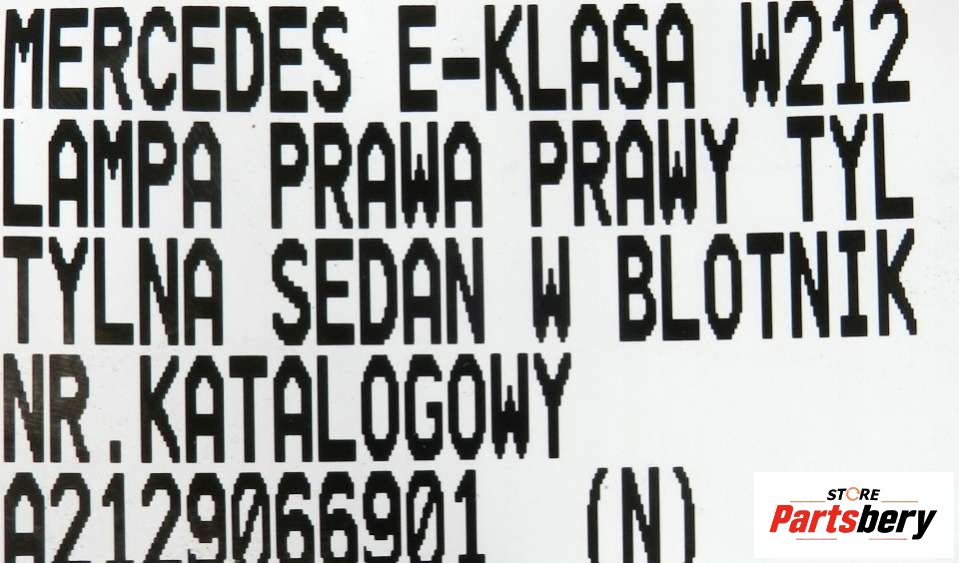 MERCEDES E-KLASA W212
LAMPA PRAWA PRAWY TYL
TYLNA SEDAN W BLOTNIK
NR.KATALOGOWY
A2129066901 (N)
STORE
Partsbery